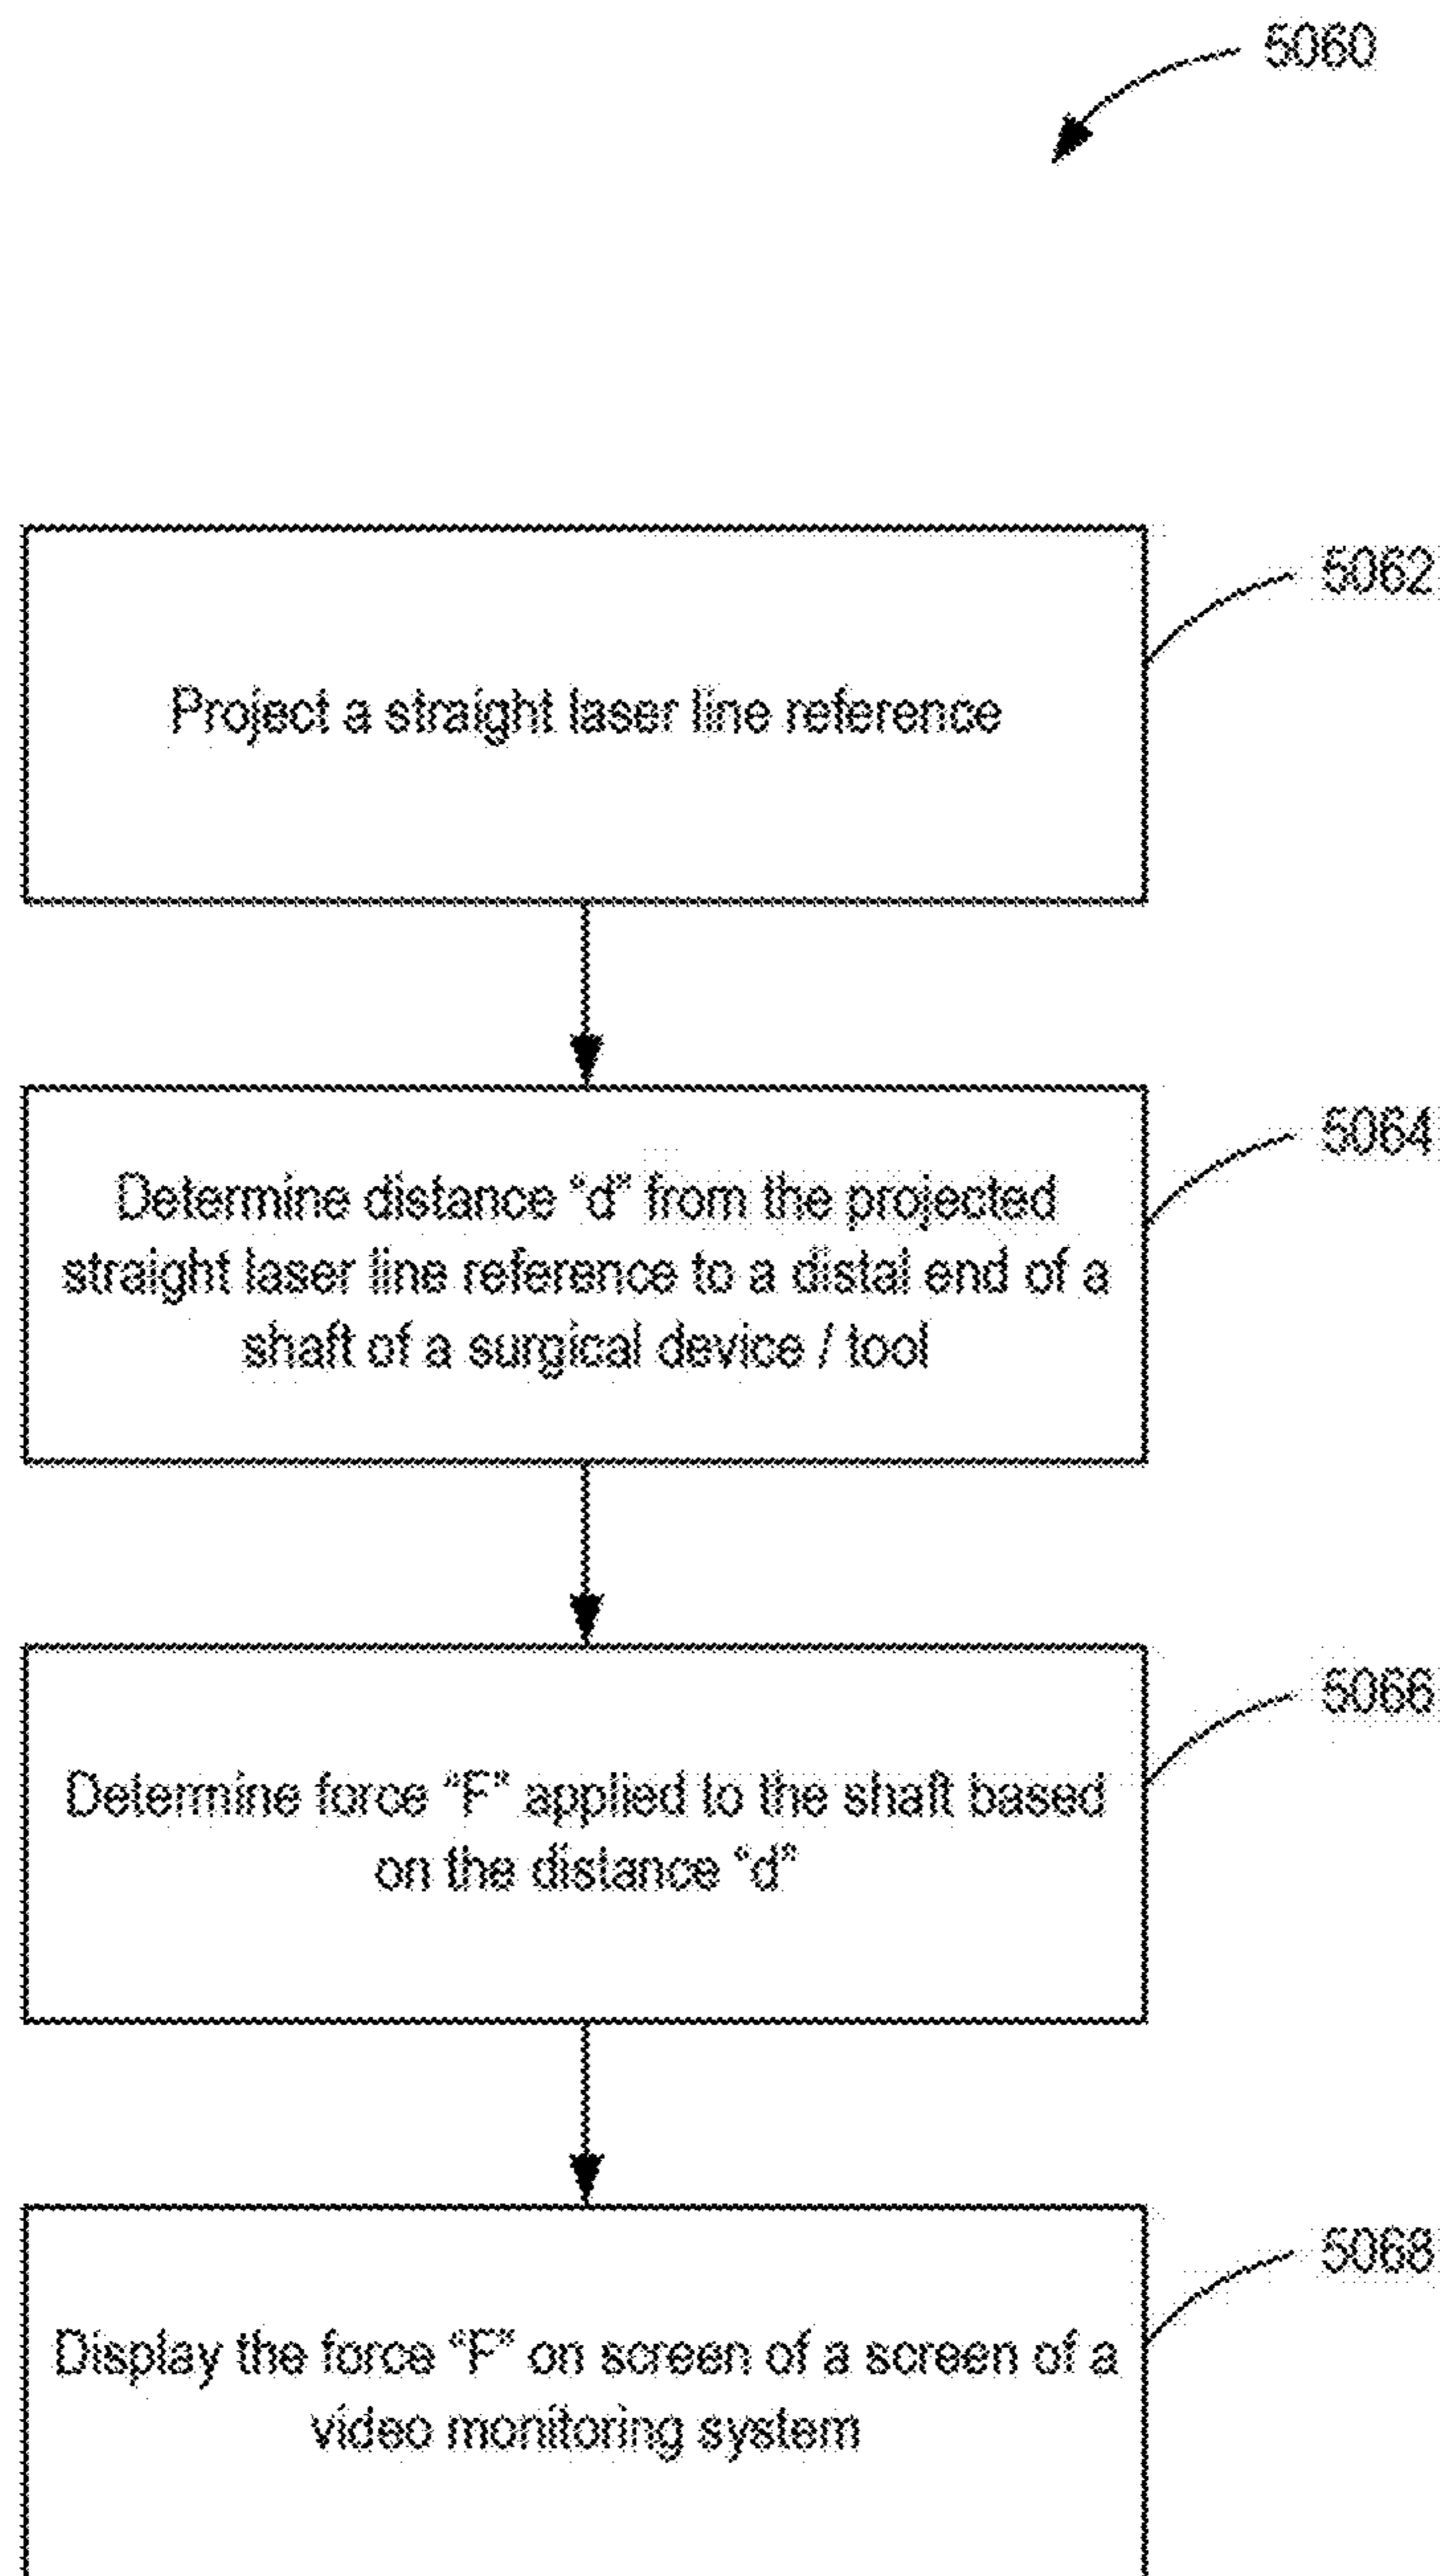 5060
5062
Project a straight laser line reference
5064
Determine distance “d” from the projected
straight laser line reference to a distal end of a
shaft of a surgical device / tool
5066
Determine force “F” applied to the shaft based
on the distance “d”
5068
Display the force “F” on screen of a screen of a
video monitoring system